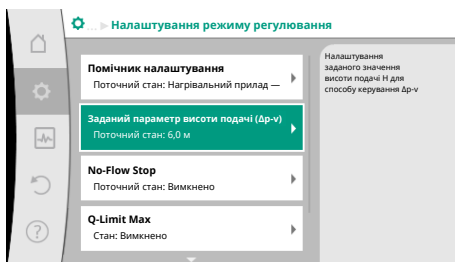 ... Налаштування режиму регулювання
Помічник налаштування
Поточний стан: Нагрівальний прилад —
Заданий параметр висоти подачі (Δp-v)
Поточний стан: 6,0 м
No-Flow Stop
Поточний стан: Вимкнено
Q-Limit Max
Стан: Вимкнено
Налаштування
заданого значення
висоти подачі H для
способу керування Δp-v
?